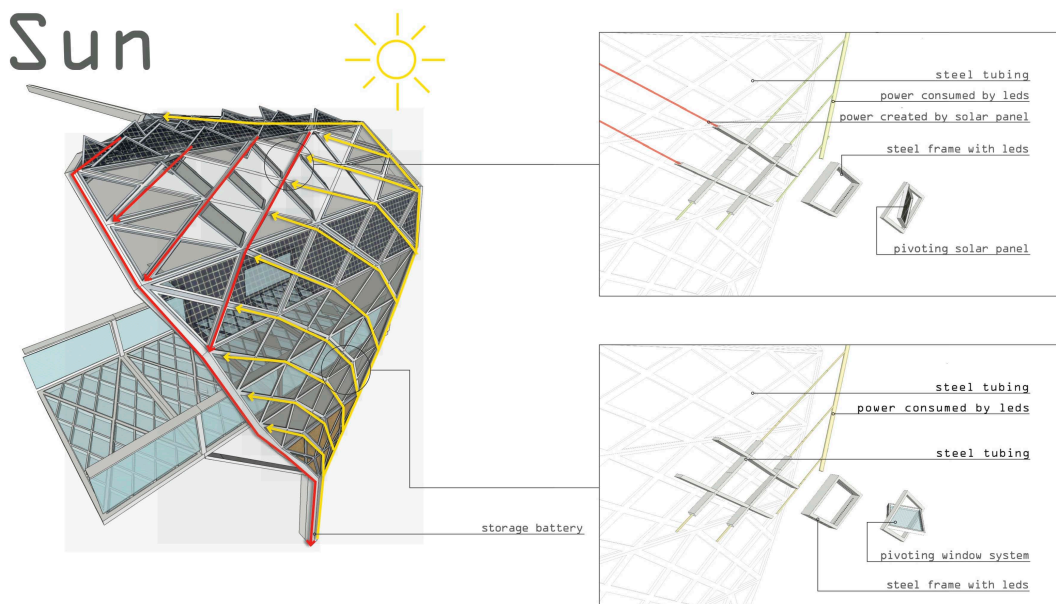 Sun
steel tubing
power consumed by leds
power created by solar panel
steel frame with leds
pivoting solar panel
steel tubing
power consumed by leds
steel tubing
storage battery
pivoting window system
steel frame with leds